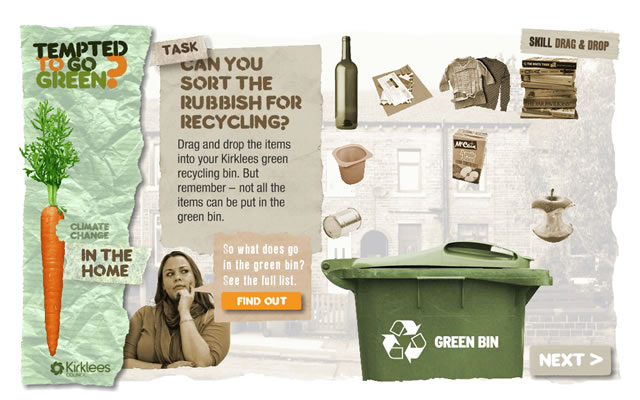 TEMPTED
TO GO
GREEN?
TASK
CAN YOU
SORT THE
RUBBISH FOR
RECYCLING?
Drag and drop the items
into your Kirklees green
recycling bin. But
remember – not all the
items can be put in the
green bin.
SKILL DRAG & DROP
McCain
CLIMATE
CHANGE
IN THE
HOME
So what does go
in the green bin?
See the full list.
FIND OUT
GREEN BIN
NEXT >
Kirklees
COUNCIL